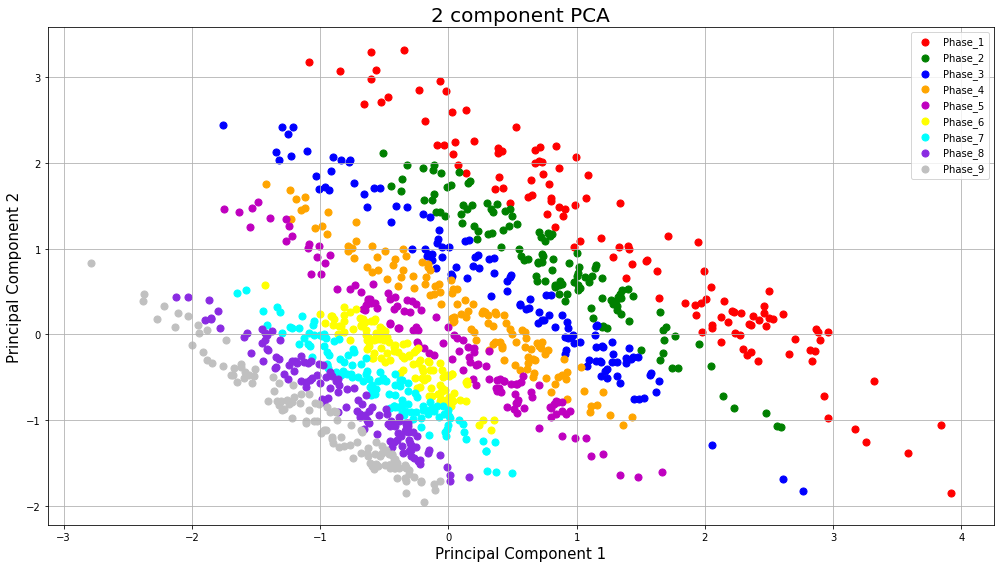 2 component PCA
Principal Component 2
3
2
1
0
−1
−2
−3
−2
−1
0
1
2
3
4
Principal Component 1
Phase_1
Phase_2
Phase_3
Phase_4
Phase_5
Phase_6
Phase_7
Phase_8
Phase_9